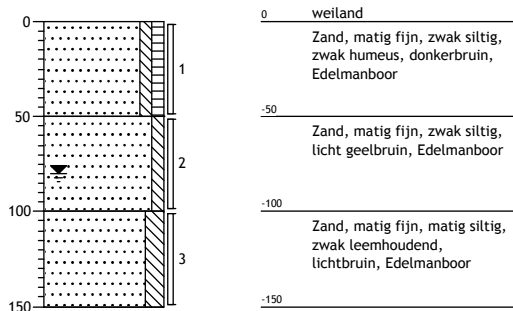 0
50
100
150
1
2
3
0 weiland
Zand, matig fijn, zwak siltig,
zwak humeus, donkerbruin,
Edelmanboor
-50
Zand, matig fijn, zwak siltig,
licht geelbruin, Edelmanboor
-100
Zand, matig fijn, matig siltig,
zwak leemhoudend,
lichtbruin, Edelmanboor
-150